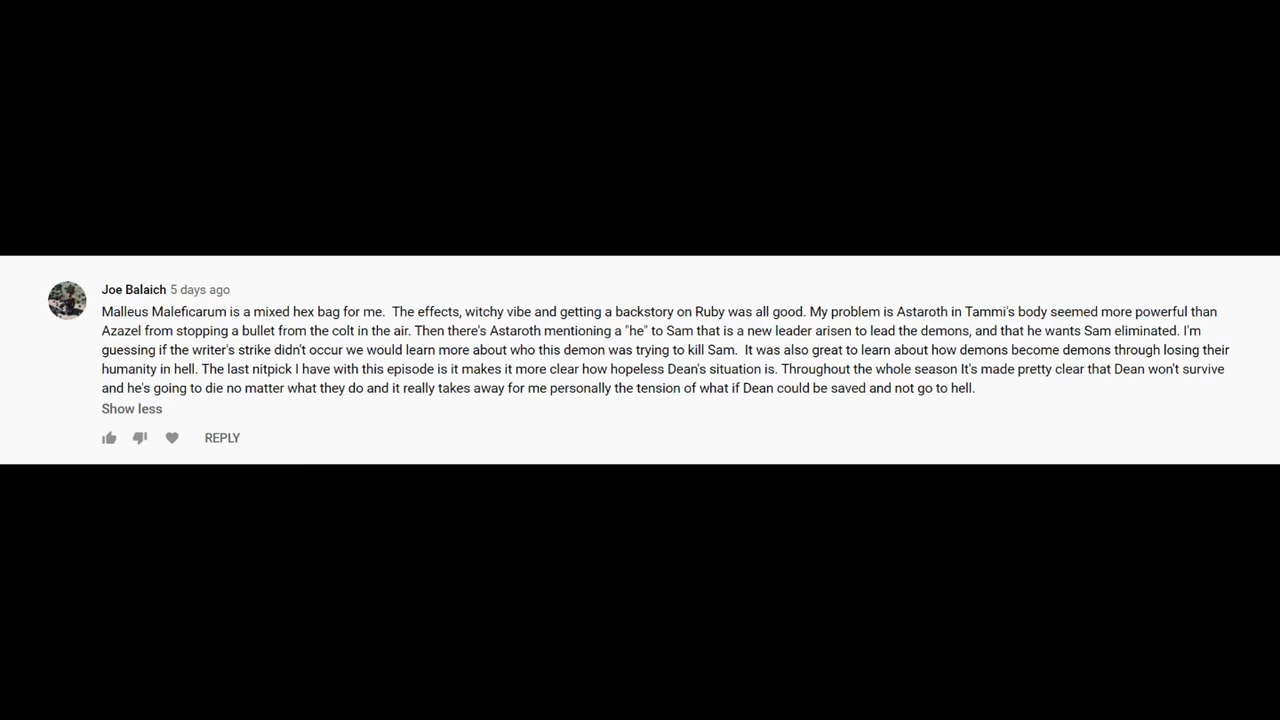 Joe Balaich 5 days ago
Malleus Maleficarum is a mixed hex bag for me.  The effects, witchy vibe and getting a backstory on Ruby was all good. My problem is Astaroth in Tammi's body seemed more powerful than
Azazel from stopping a bullet from the colt in the air. Then there's Astaroth mentioning a "he" to Sam that is a new leader arisen to lead the demons, and that he wants Sam eliminated. I'm
guessing if the writer's strike didn't occur we would learn more about who this demon was trying to kill Sam.  It was also great to learn about how demons become demons through losing their
humanity in hell. The last nitpick I have with this episode is it makes it more clear how hopeless Dean's situation is. Throughout the whole season It's made pretty clear that Dean won't survive
and he's going to die no matter what they do and it really takes away for me personally the tension of what if Dean could be saved and not go to hell.
Show less
REPLY